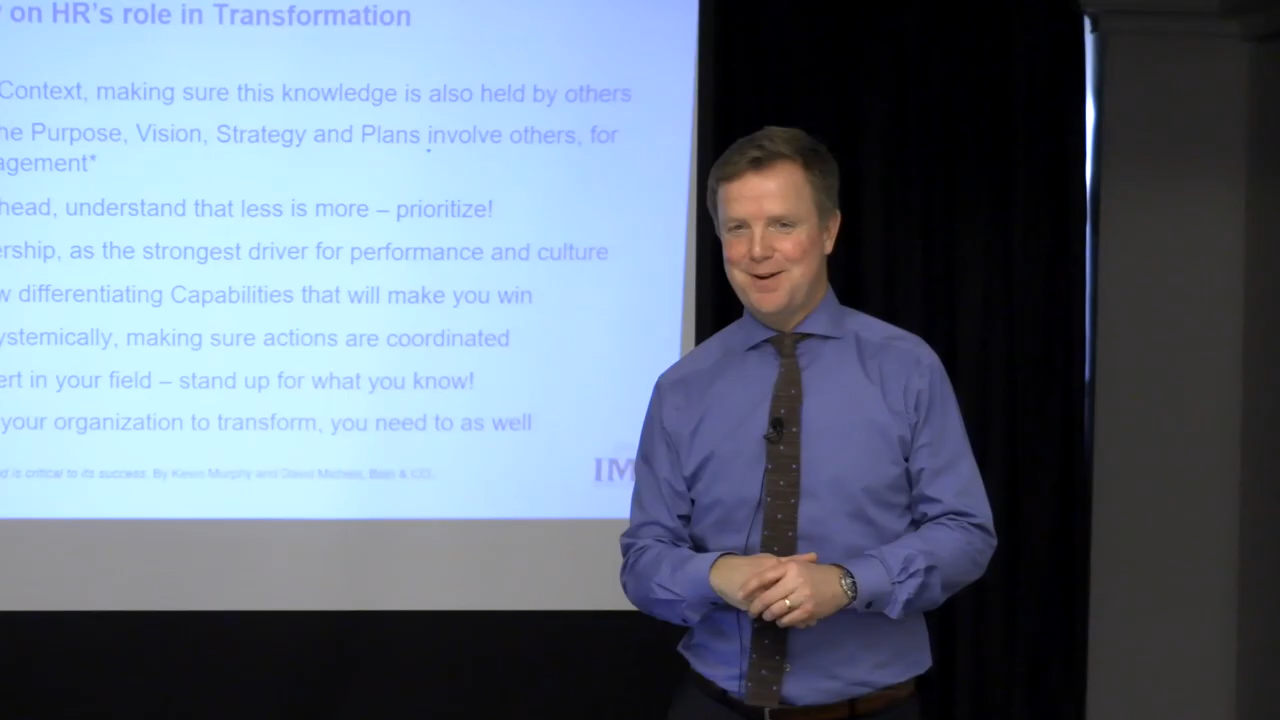 on HR's role in Transformation
Context, making sure this knowledge is also held by others
he Purpose, Vision, Strategy and Plans involve others, for
agement*
head, understand that less is more – prioritize!
ership, as the strongest driver for performance and culture
w differentiating Capabilities that will make you win
ystemically, making sure actions are coordinated
ert in your field – stand up for what you know!
your organization to transform, you need to as well
d is critical to its success. By Kevin Murphy and David Michels, Bain & CO.
IM